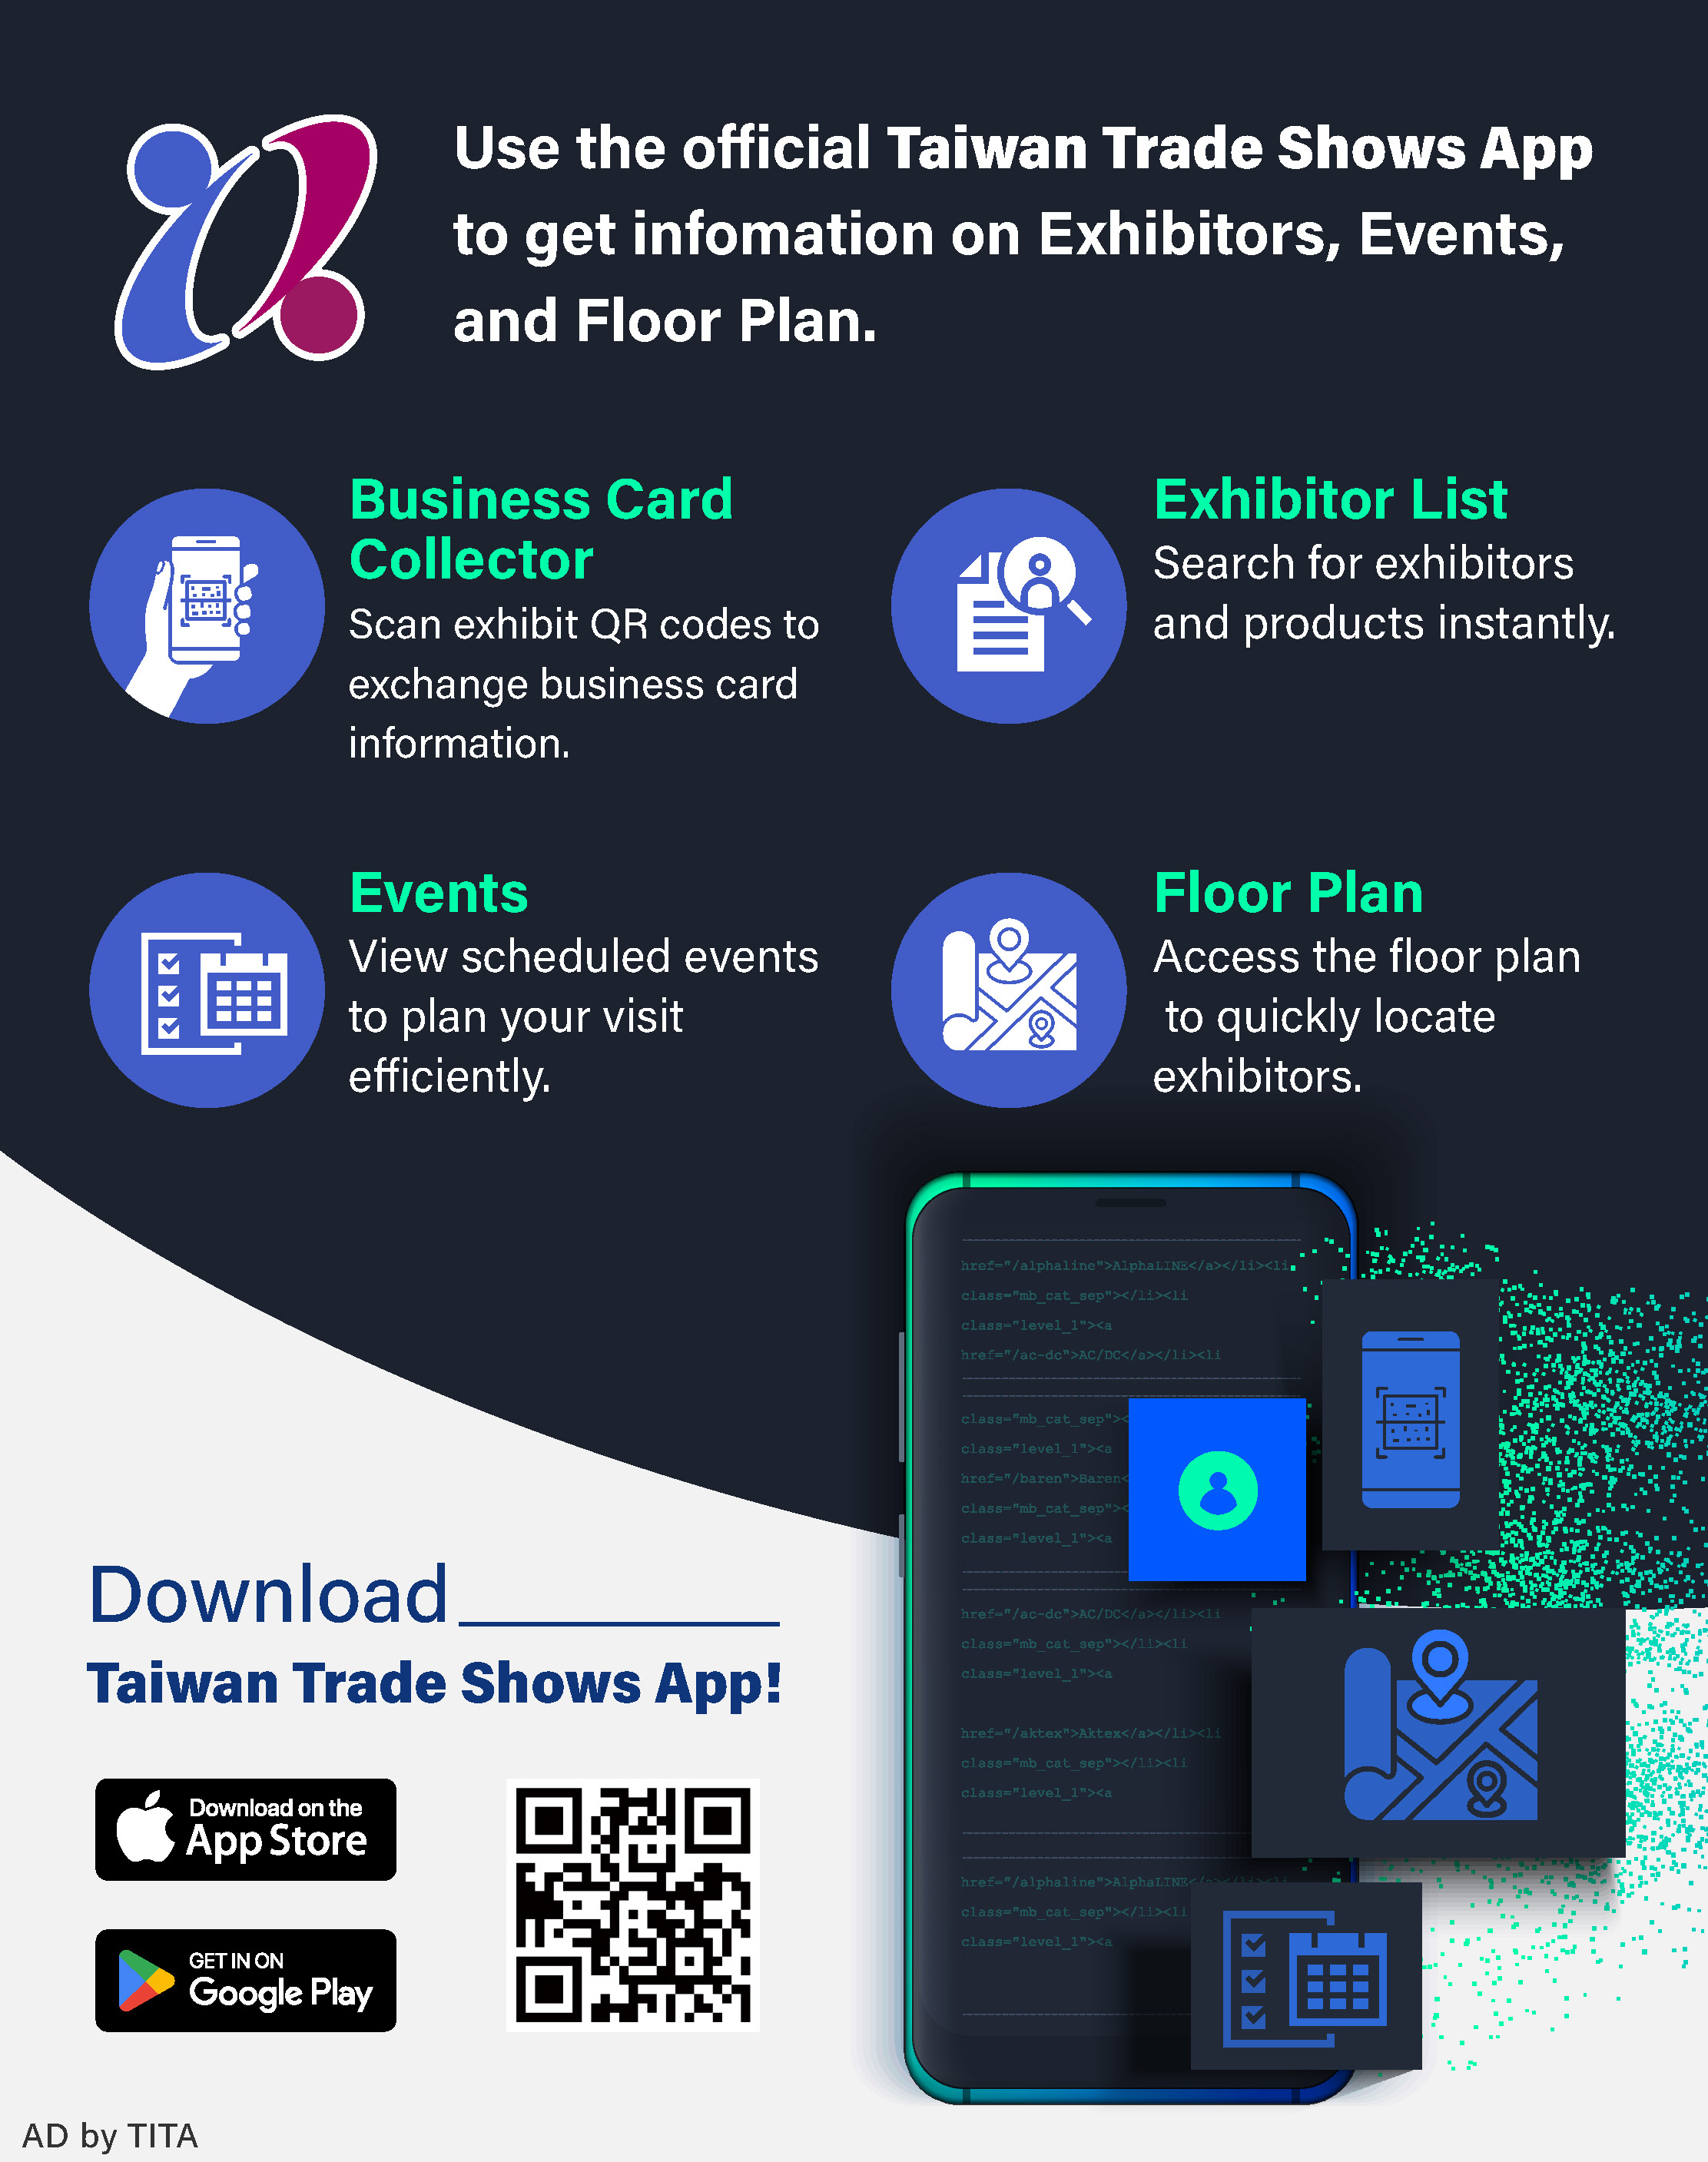 Use the official Taiwan Trade Shows App
to get infomation on Exhibitors, Events,
and Floor Plan.
Business Card
Collector
Scan exhibit QR codes to
exchange business card
information.
Exhibitor List
Search for exhibitors
and products instantly.
Events
View scheduled events
to plan your visit
efficiently.
Floor Plan
Access the floor plan
to quickly locate
exhibitors.
href="/alphaline">AlphaLINE</a></li><li
class="mb_cat_sep"></li><li
class="level_1"><a
href="/ac-dc">AC/DC</a></li><li
class="mb_cat_sep"><
class="level_1"><a
href="/baren">Baren<
class="mb_cat_sep"><
class="level_1"><a
href="/ac-dc">AC/DC</a></li><li
class="mb_cat_sep"></li><li
class="level_1"><a
href="/aktex">Aktex</a></li><li
class="mb_cat_sep"></li><li
class="level_1"><a
href="/alphaline">AlphaLINE</a></li><li
class="mb_cat_sep"></li><li
class="level_1"><a
Download
Taiwan Trade Shows App!
Download on the
App Store
GET IN ON
Google Play
AD by TITA